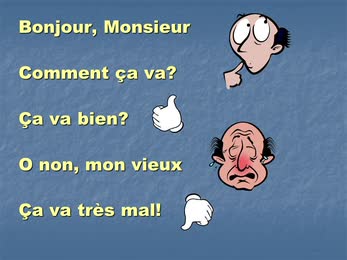 Bonjour, Monsieur
Comment ça va?
Ça va bien?
O non, mon vieux
Ça va très mal!